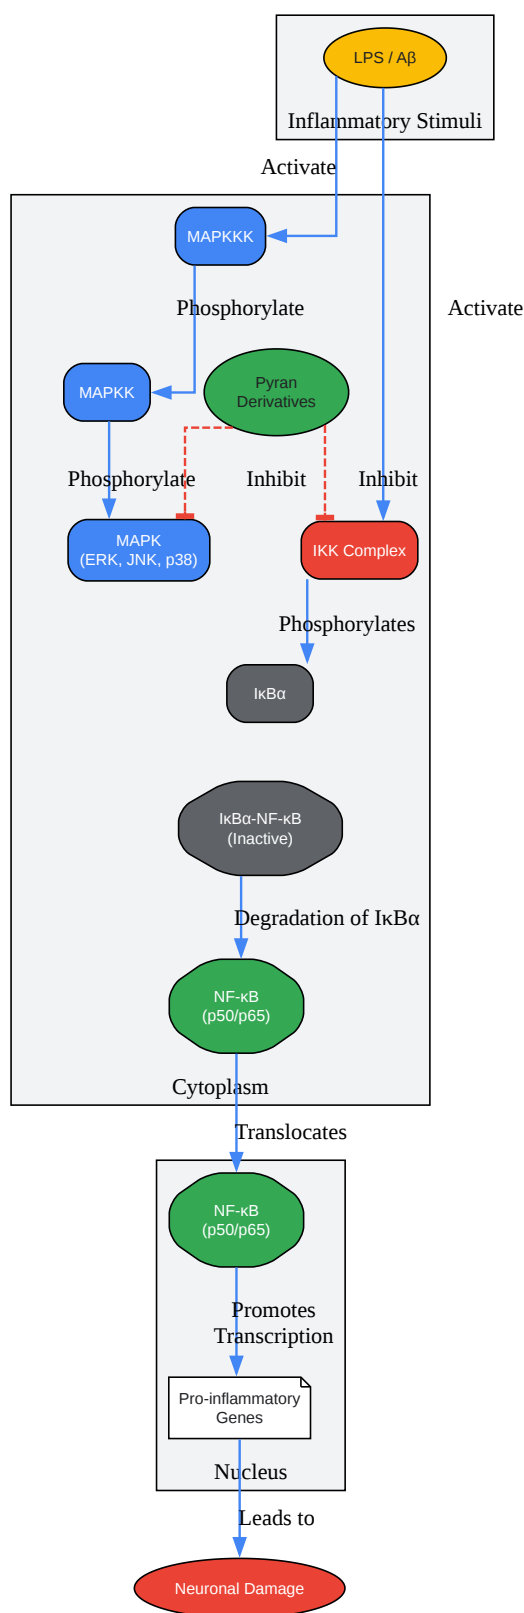 LPS / Aβ
Inflammatory Stimuli
Activate
MAPKKK
Phosphorylate
Activate
MAPKK
Pyran
Derivatives
Phosphorylate
Inhibit
Inhibit
MAPK
(ERK, JNK, p38)
IKK Complex
Phosphorylates
IκBα
IκBα-NF-κB
(Inactive)
Degradation of IκBα
NF-κB
(p50/p65)
Cytoplasm
Translocates
NF-κB
(p50/p65)
Promotes
Transcription
Pro-inflammatory
Genes
Nucleus
Leads to
Neuronal Damage